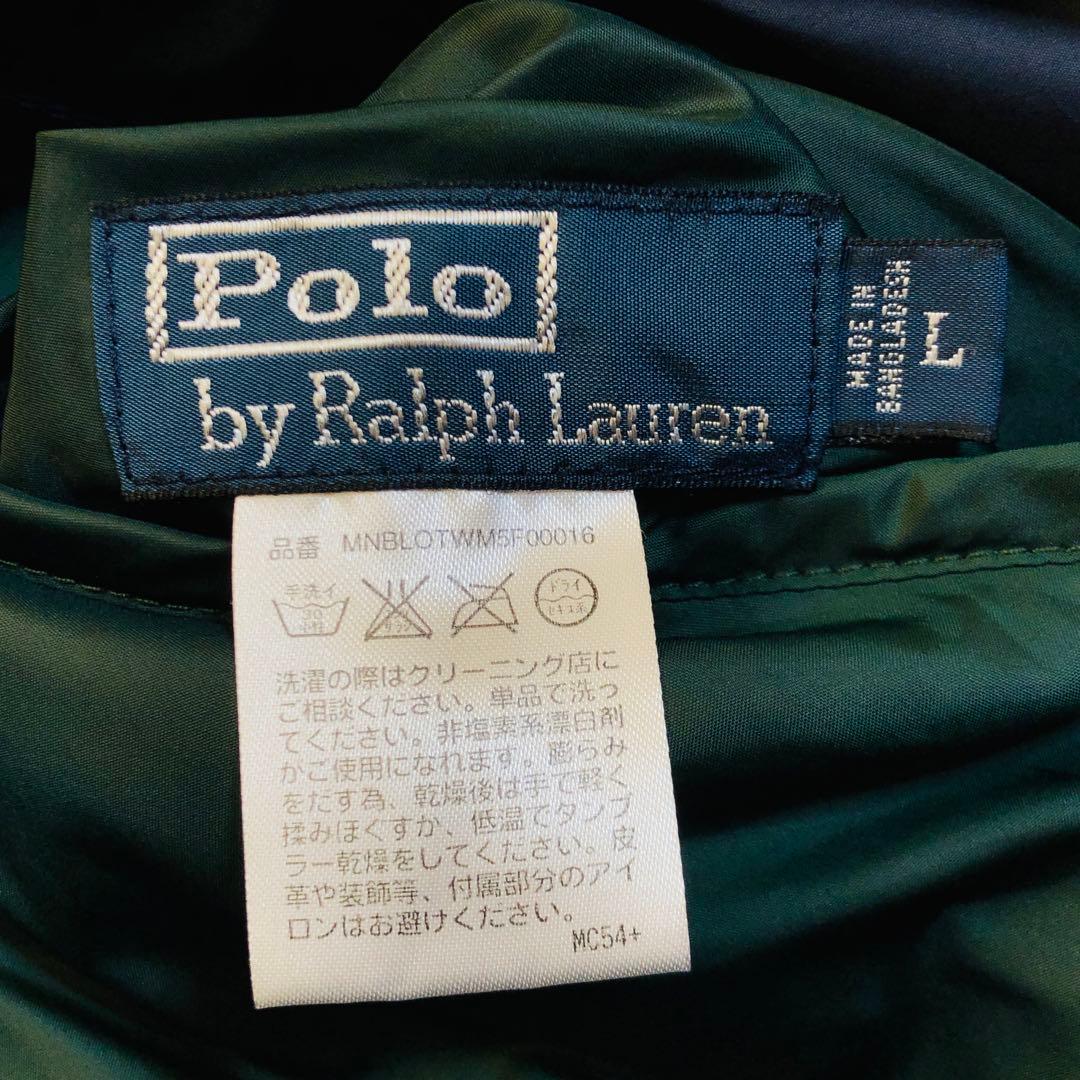 Polo
by Ralph Lauren
MADE IN
BANGLADESH
L
品番 MNBLOTWM5F00016
手洗イ
30
ドライ
セキユ系
洗濯の際はクリーニング店に
ご相談ください。単品で洗っ
てください。非塩素系漂白剤
がご使用になれます。膨らみ
をたす為、乾燥後は手で軽く
揉みほぐすか、低温でタンブ
ラー乾燥をしてください。皮
革や装飾等、付属部分のアイ
ロンはお避けください。
MC54+